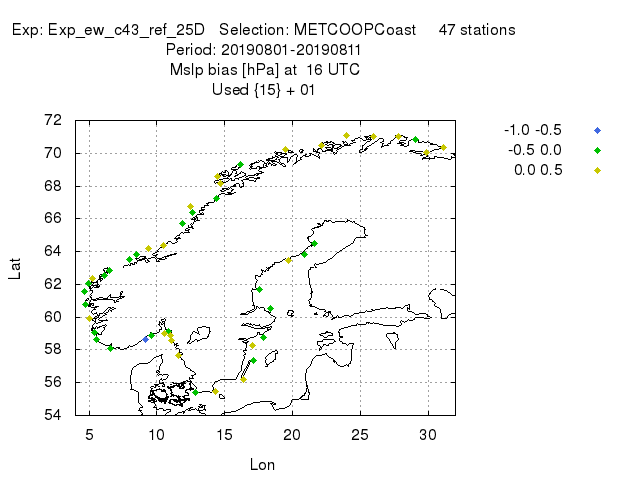 Exp: Exp_ew_c43_ref_25D   Selection: METCOOPCoast     47 stations
Period: 20190801-20190811
Mslp bias [hPa] at  16 UTC
Used {15} + 01
-1.0 -0.5
-0.5 0.0
0.0 0.5
Lat
72
70
68
66
64
62
60
58
56
54
5 10 15 20 25 30
Lon